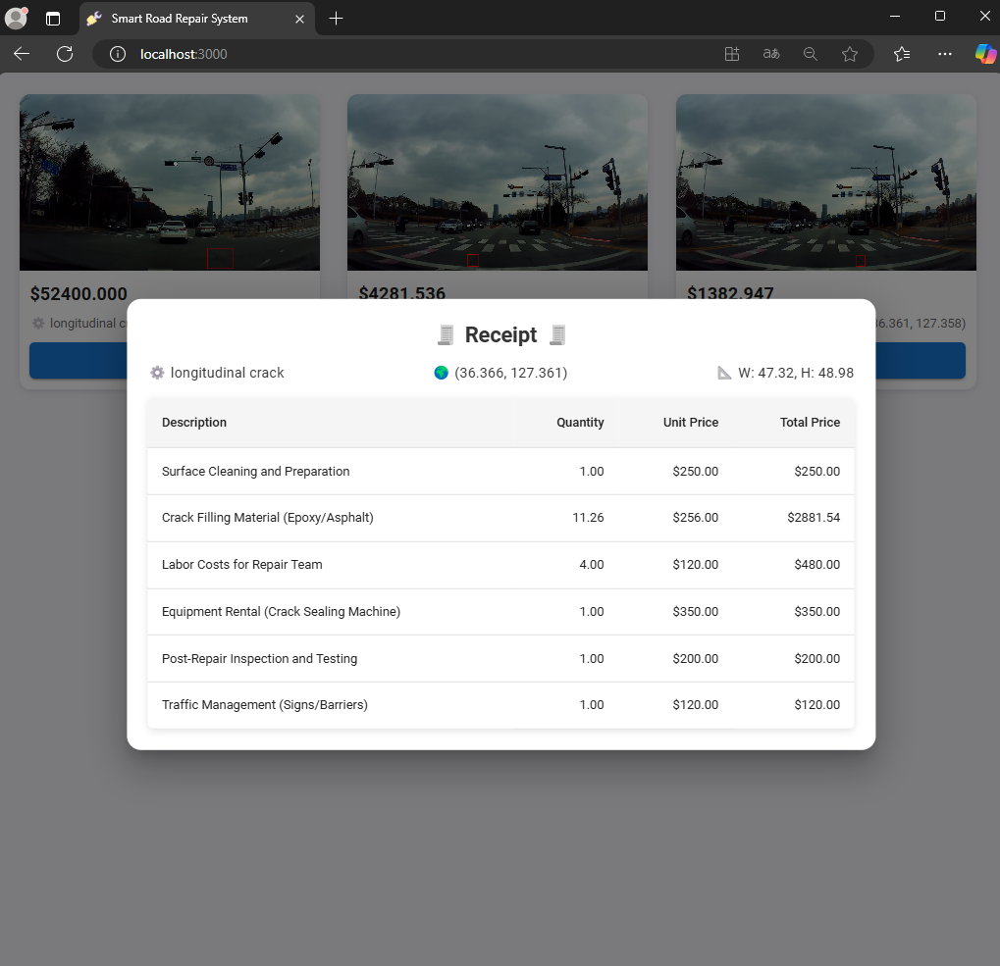 Smart Road Repair System
localhost:3000
$52400.000
$4281.536
$1382.947
longitudinal c
36.361, 127.358)
Receipt
longitudinal crack
(36.366, 127.361)
W: 47.32, H: 48.98
Description Quantity Unit Price Total Price
Surface Cleaning and Preparation 1.00 $250.00 $250.00
Crack Filling Material (Epoxy/Asphalt) 11.26 $256.00 $2881.54
Labor Costs for Repair Team 4.00 $120.00 $480.00
Equipment Rental (Crack Sealing Machine) 1.00 $350.00 $350.00
Post-Repair Inspection and Testing 1.00 $200.00 $200.00
Traffic Management (Signs/Barriers) 1.00 $120.00 $120.00